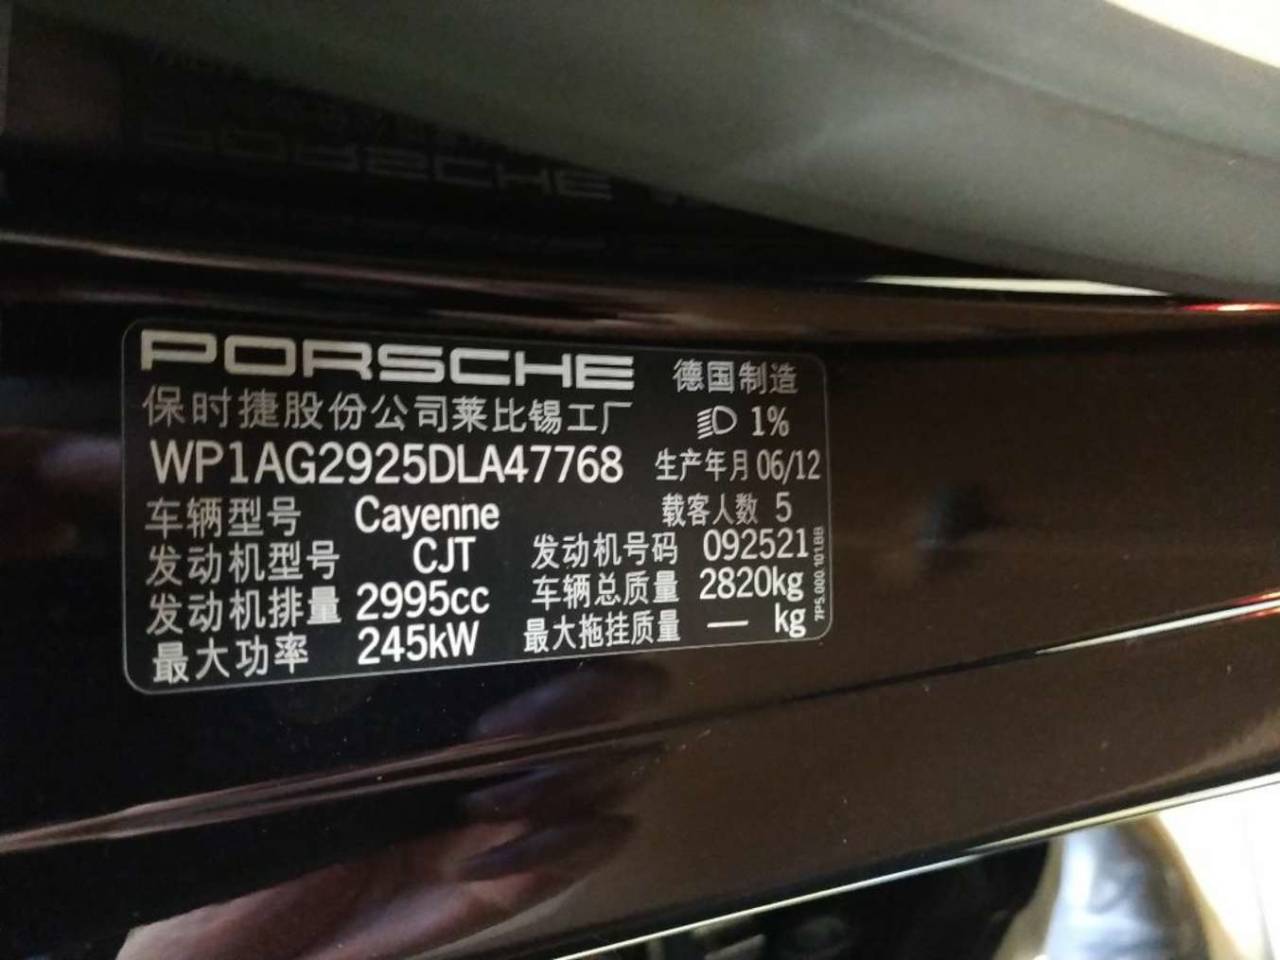 PORSCHE 德国制造
保时捷股份公司莱比锡工厂 1%
WP1AG2925DLA47768 生产年月 06/12
车辆型号 Cayenne 载客人数 5
发动机型号 CJT 发动机号码 092521
发动机排量 2995cc 车辆总质量 2820kg
最大功率 245kW 最大拖挂质量 — kg
7P5.000.101.BB